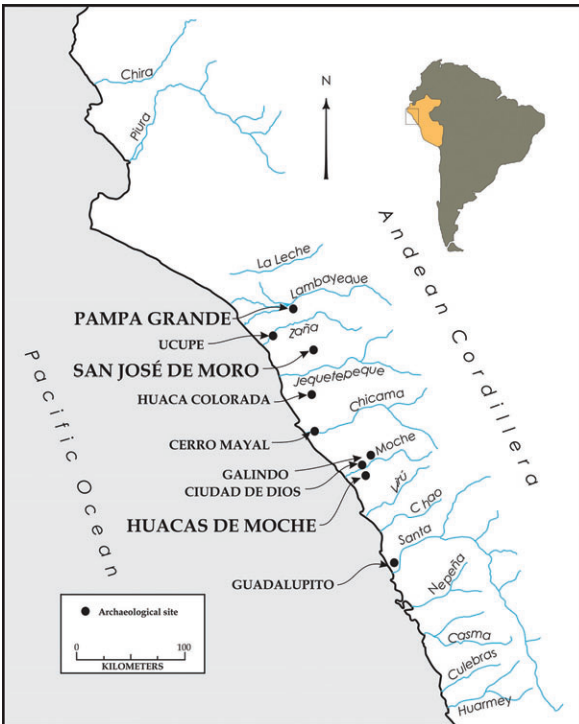 Chira
Piura
N
La Leche
Lambayeque
PAMPA GRANDE
Zaña
UCUPE
SAN JOSÉ DE MORO
Jequetepeque
HUACA COLORADA
Chicama
CERRO MAYAL
Moche
GALINDO
CIUDAD DE DIOS
Virú
HUACAS DE MOCHE
Chao
Santa
GUADALUPITO
Nepeña
Casma
Culebras
Huarmey
Pacific Ocean
Andean Cordillera
Archaeological site
0 100
KILOMETERS